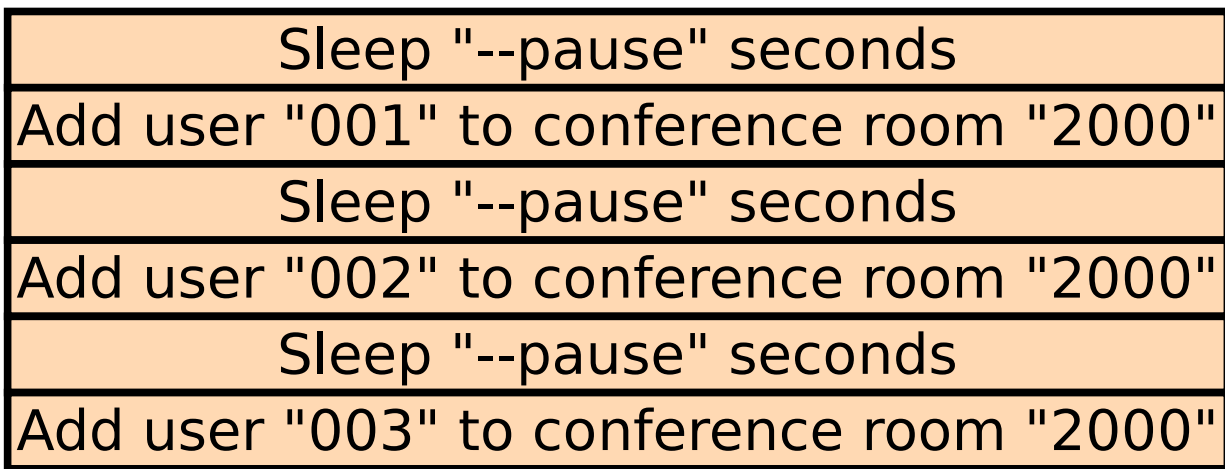 Sleep "--pause" seconds
Add user "001" to conference room "2000"
Sleep "--pause" seconds
Add user "002" to conference room "2000"
Sleep "--pause" seconds
Add user "003" to conference room "2000"